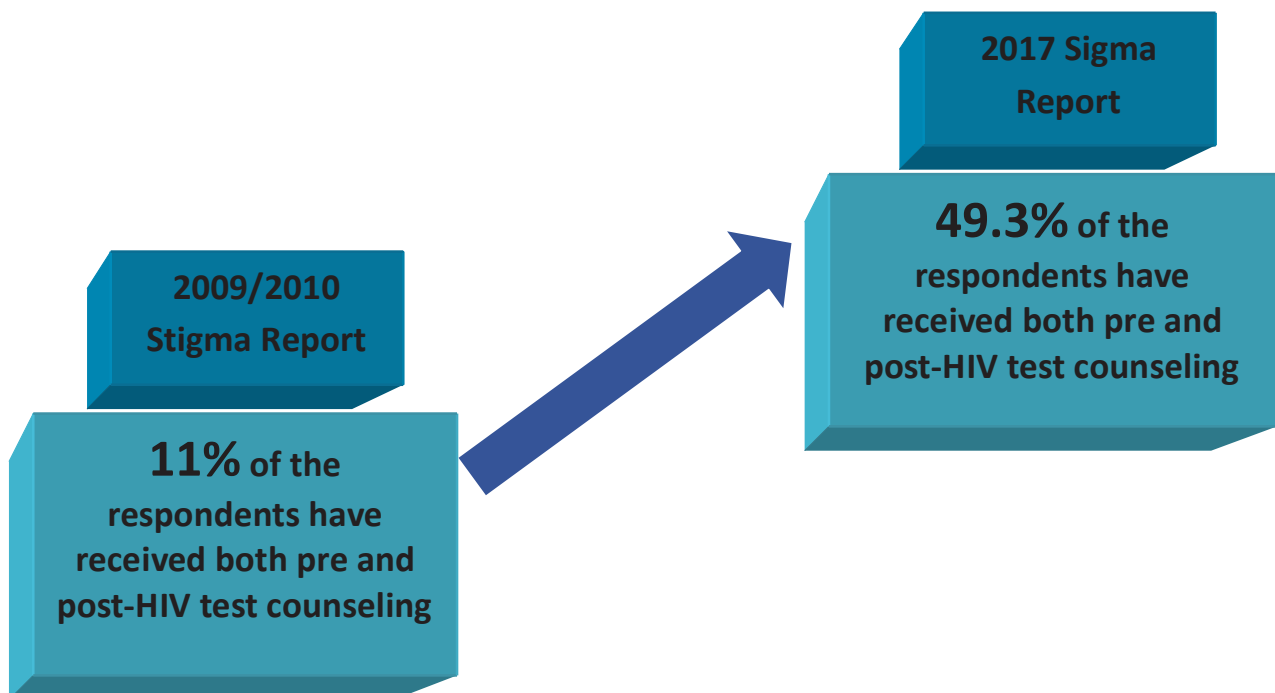 2009/2010
Stigma Report
11% of the
respondents have
received both pre and
post-HIV test counseling
2017 Sigma
Report
49.3% of the
respondents have
received both pre and
post-HIV test counseling